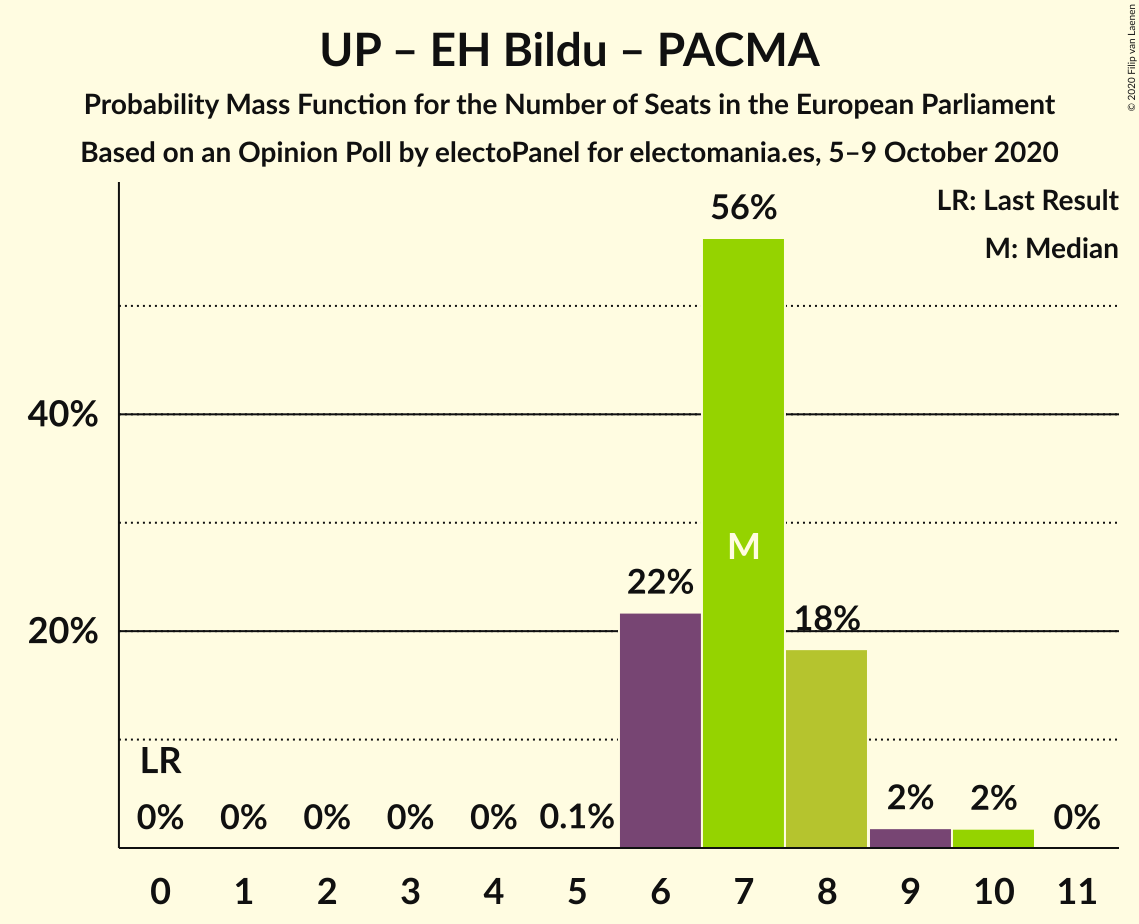 UP – EH Bildu – PACMA
Probability Mass Function for the Number of Seats in the European Parliament
Based on an Opinion Poll by electoPanel for electomania.es, 5–9 October 2020
© 2020 Filip van Laenen
LR: Last Result
M: Median
56%
40%
M
22%
18%
20%
LR
0% 0% 0% 0% 0% 0.1% 2% 2% 0%
0 1 2 3 4 5 6 7 8 9 10 11